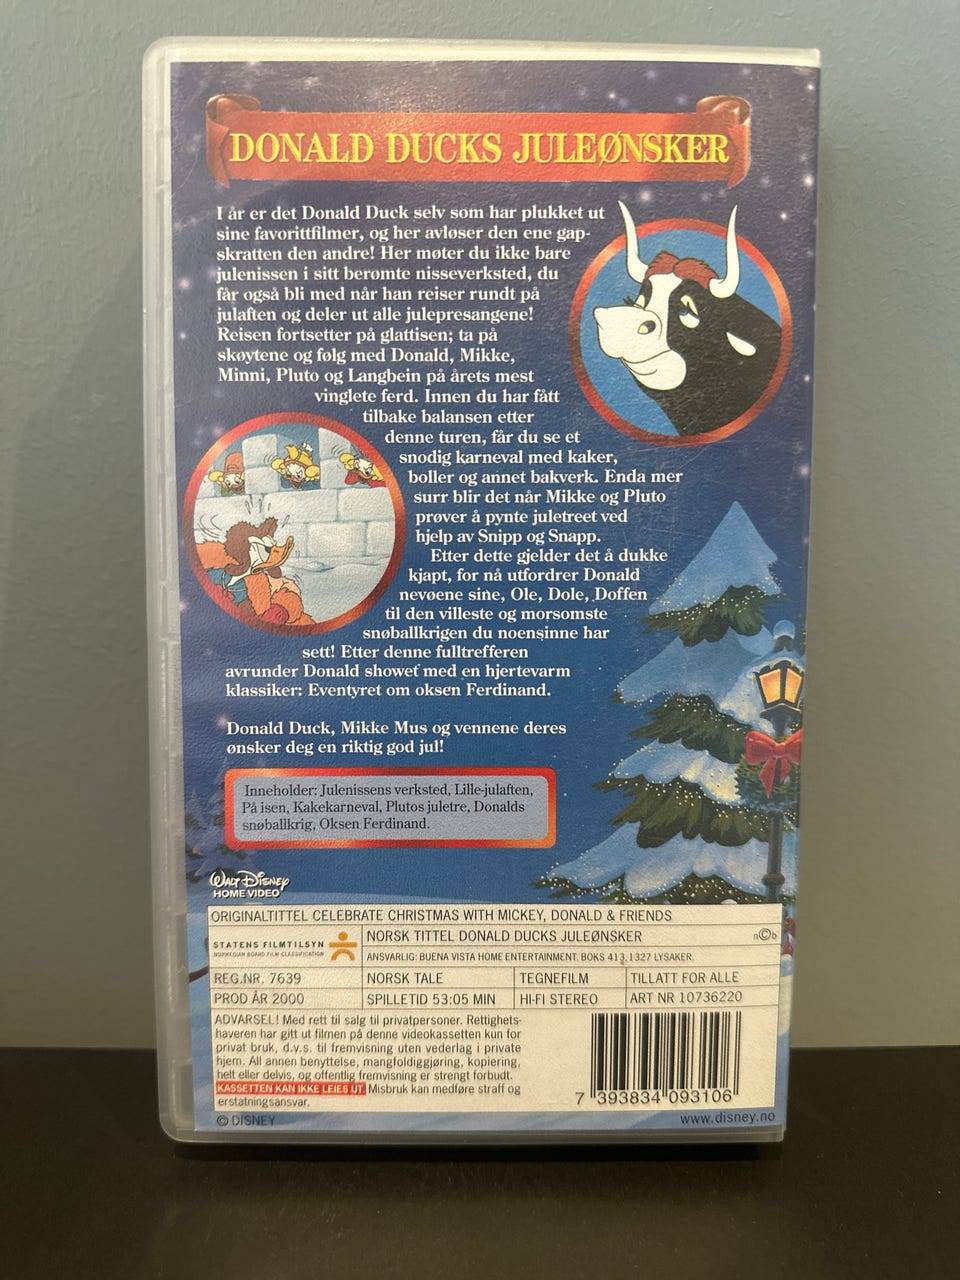 DONALD DUCKS JULEØNSKER
I år er det Donald Duck selv som har plukket ut
sine favorittfilmer, og her avløser den ene gap-
skratten den andre! Her møter du ikke bare
julenissen i sitt berømte nisseverksted, du
får også bli med når han reiser rundt på
julaften og deler ut alle julepresangene!
Reisen fortsetter på glattisen; ta på
skøytene og følg med Donald, Mikke,
Minni, Pluto og Langbein på årets mest
vinglete ferd. Innen du har fått
tilbake balansen etter
denne turen, får du se et
snodig karneval med kaker,
boller og annet bakverk. Enda mer
surr blir det når Mikke og Pluto
prøver å pynte juletreet ved
hjelp av Snipp og Snapp.
Etter dette gjelder det å dukke
kjapt, for nå utfordrer Donald
nevøene sine, Ole, Dole, Doffen
til den villeste og morsomste
snøballkrigen du noensinne har
sett! Etter denne fulltrefferen
avrunder Donald showet med en hjertevarm
klassiker: Eventyret om oksen Ferdinand.
Donald Duck, Mikke Mus og vennene deres
ønsker deg en riktig god jul!
Inneholder: Julenissens verksted, Lille-julaften,
På isen, Kakekarneval, Plutos juletre, Donalds
snøballkrig, Oksen Ferdinand.
WALT DISNEY
HOME VIDEO
ORIGINALTITTEL CELEBRATE CHRISTMAS WITH MICKEY, DONALD & FRIENDS
STATENS FILMTILSYN
NORWEGIAN BOARD FILM CLASSIFICATION
NORSK TITTEL DONALD DUCKS JULEØNSKER
n©b
ANSVARLIG: BUENA VISTA HOME ENTERTAINMENT. BOKS 413, 1327 LYSAKER.
REG.NR. 7639 NORSK TALE TEGNEFILM TILLATT FOR ALLE
PROD ÅR 2000 SPILLETID 53:05 MIN HI-FI STEREO ART NR 10736220
ADVARSEL! Med rett til salg til privatpersoner. Rettighets-
haveren har gitt ut filmen på denne videokassetten kun for
privat bruk, d.v.s. til fremvisning uten vederlag i private
hjem. All annen benyttelse, mangfoldiggjøring, kopiering,
helt eller delvis, og offentlig fremvisning er strengt forbudt.
KASSETTEN KAN IKKE LEIES UT. Misbruk kan medføre straff og
erstatningsansvar.
7 393834 093106
© DISNEY
www.disney.no